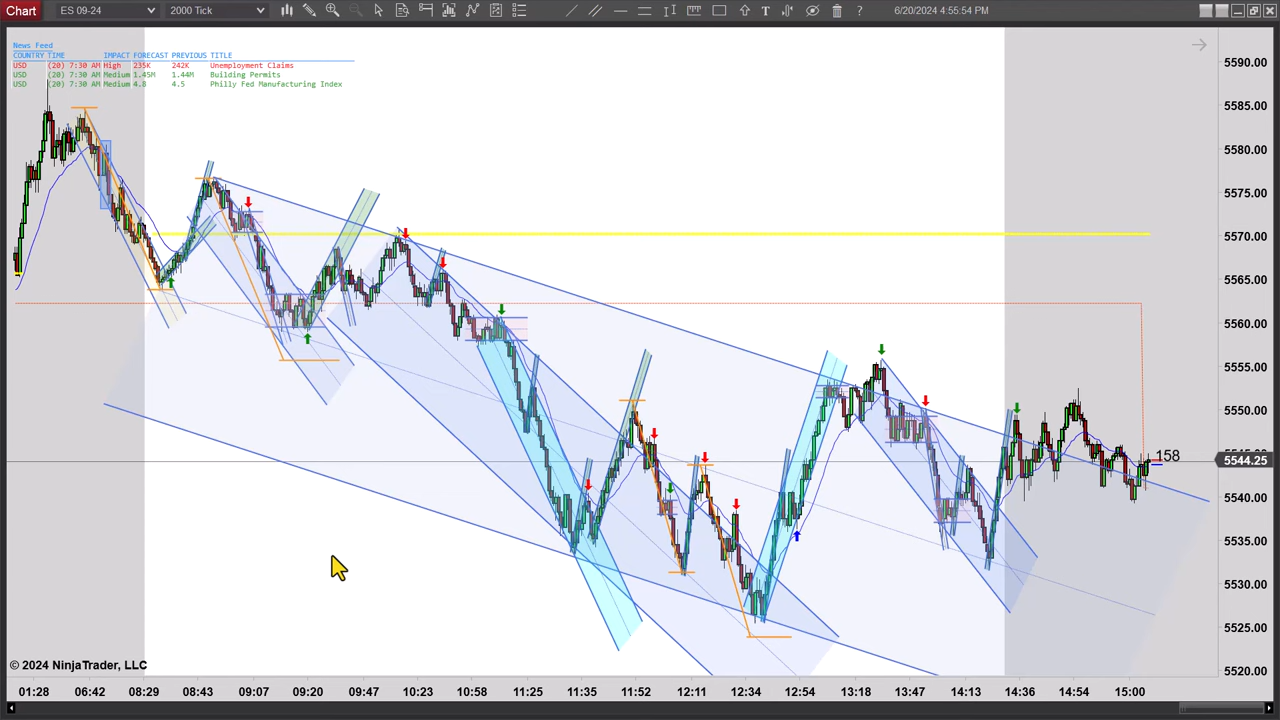 Chart ES 09-24 2000 Tick T ? 6/20/2024 4:55:54 PM
News Feed
COUNTRY TIME IMPACT FORECAST PREVIOUS TITLE
USD (20) 7:30 AM High 235K 242K Unemployment Claims
USD (20) 7:30 AM Medium 1.45M 1.44M Building Permits
USD (20) 7:30 AM Medium 4.8 4.5 Philly Fed Manufacturing Index
5590.00
5585.00
5580.00
5575.00
5570.00
5565.00
5560.00
5555.00
5550.00
158
5544.25
5540.00
5535.00
5530.00
5525.00
5520.00
© 2024 NinjaTrader, LLC
01:28 06:42 08:29 08:43 09:07 09:20 09:47 10:23 10:58 11:25 11:35 11:52 12:11 12:34 12:54 13:18 13:47 14:13 14:36 14:54 15:00